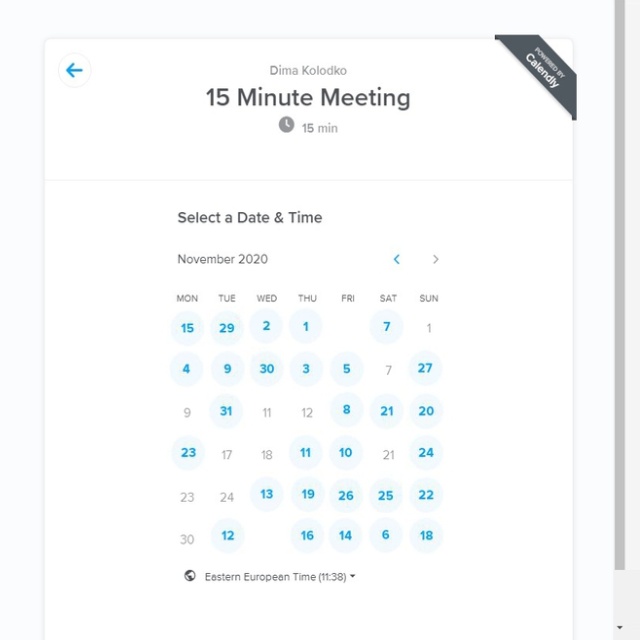 POWERED BY
Calendly
Dima Kolodko
15 Minute Meeting
15 min
Select a Date & Time
November 2020
MON TUE WED THU FRI SAT SUN
15 29 2 1 7 1
4 9 30 3 5 7 27
9 31 11 12 8 21 20
23 17 18 11 10 21 24
23 24 13 19 26 25 22
30 12 16 14 6 18
Eastern European Time (11:38)